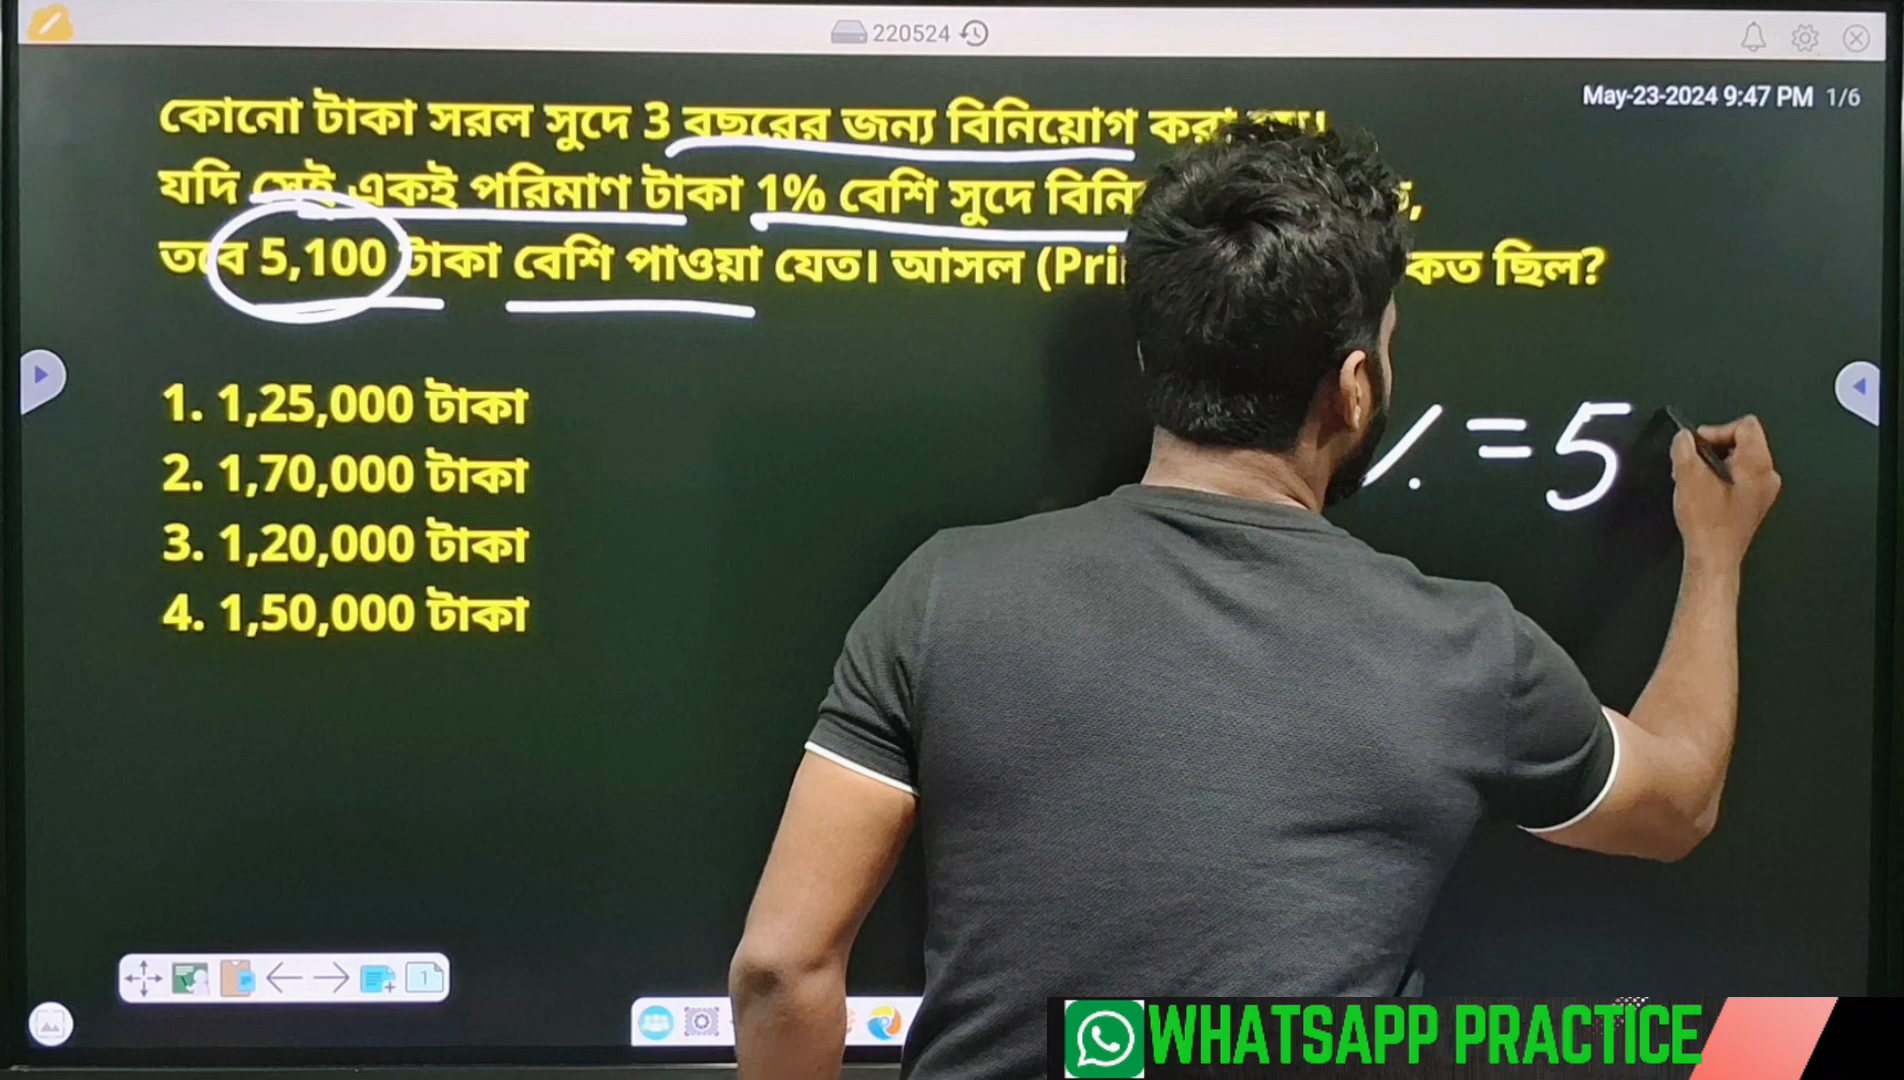 220524
May-23-2024 9:47 PM 1/6
কোনো টাকা সরল সুদে 3 বছরের জন্য বিনিয়োগ করা
যদি সেই একই পরিমাণ টাকা 1% বেশি সুদে
তবে 5,100 টাকা বেশি পাওয়া যেত। আসল কত ছিল?
1. 1,25,000 টাকা
2. 1,70,000 টাকা
3. 1,20,000 টাকা
4. 1,50,000 টাকা
% = 5
1
WHATSAPP PRACTICE